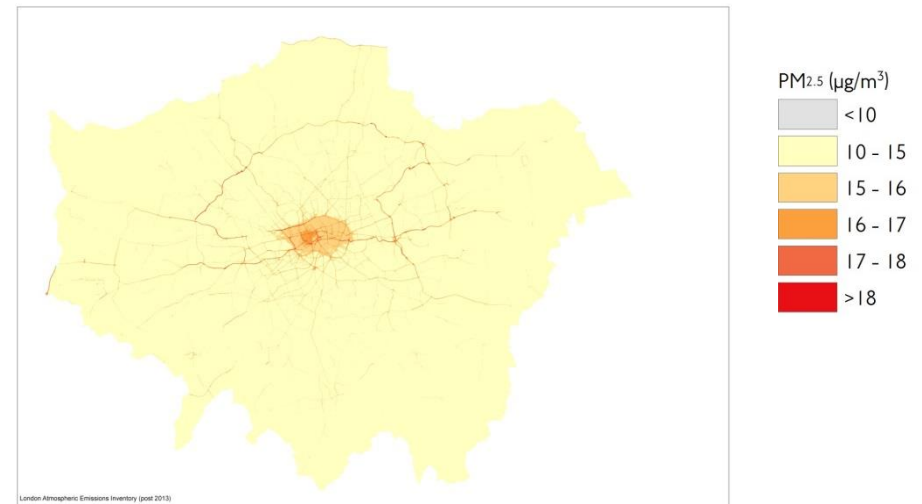 PM2.5 (µg/m³)
<10
10 - 15
15 - 16
16 - 17
17 - 18
>18
London Atmospheric Emissions Inventory (post 2013)